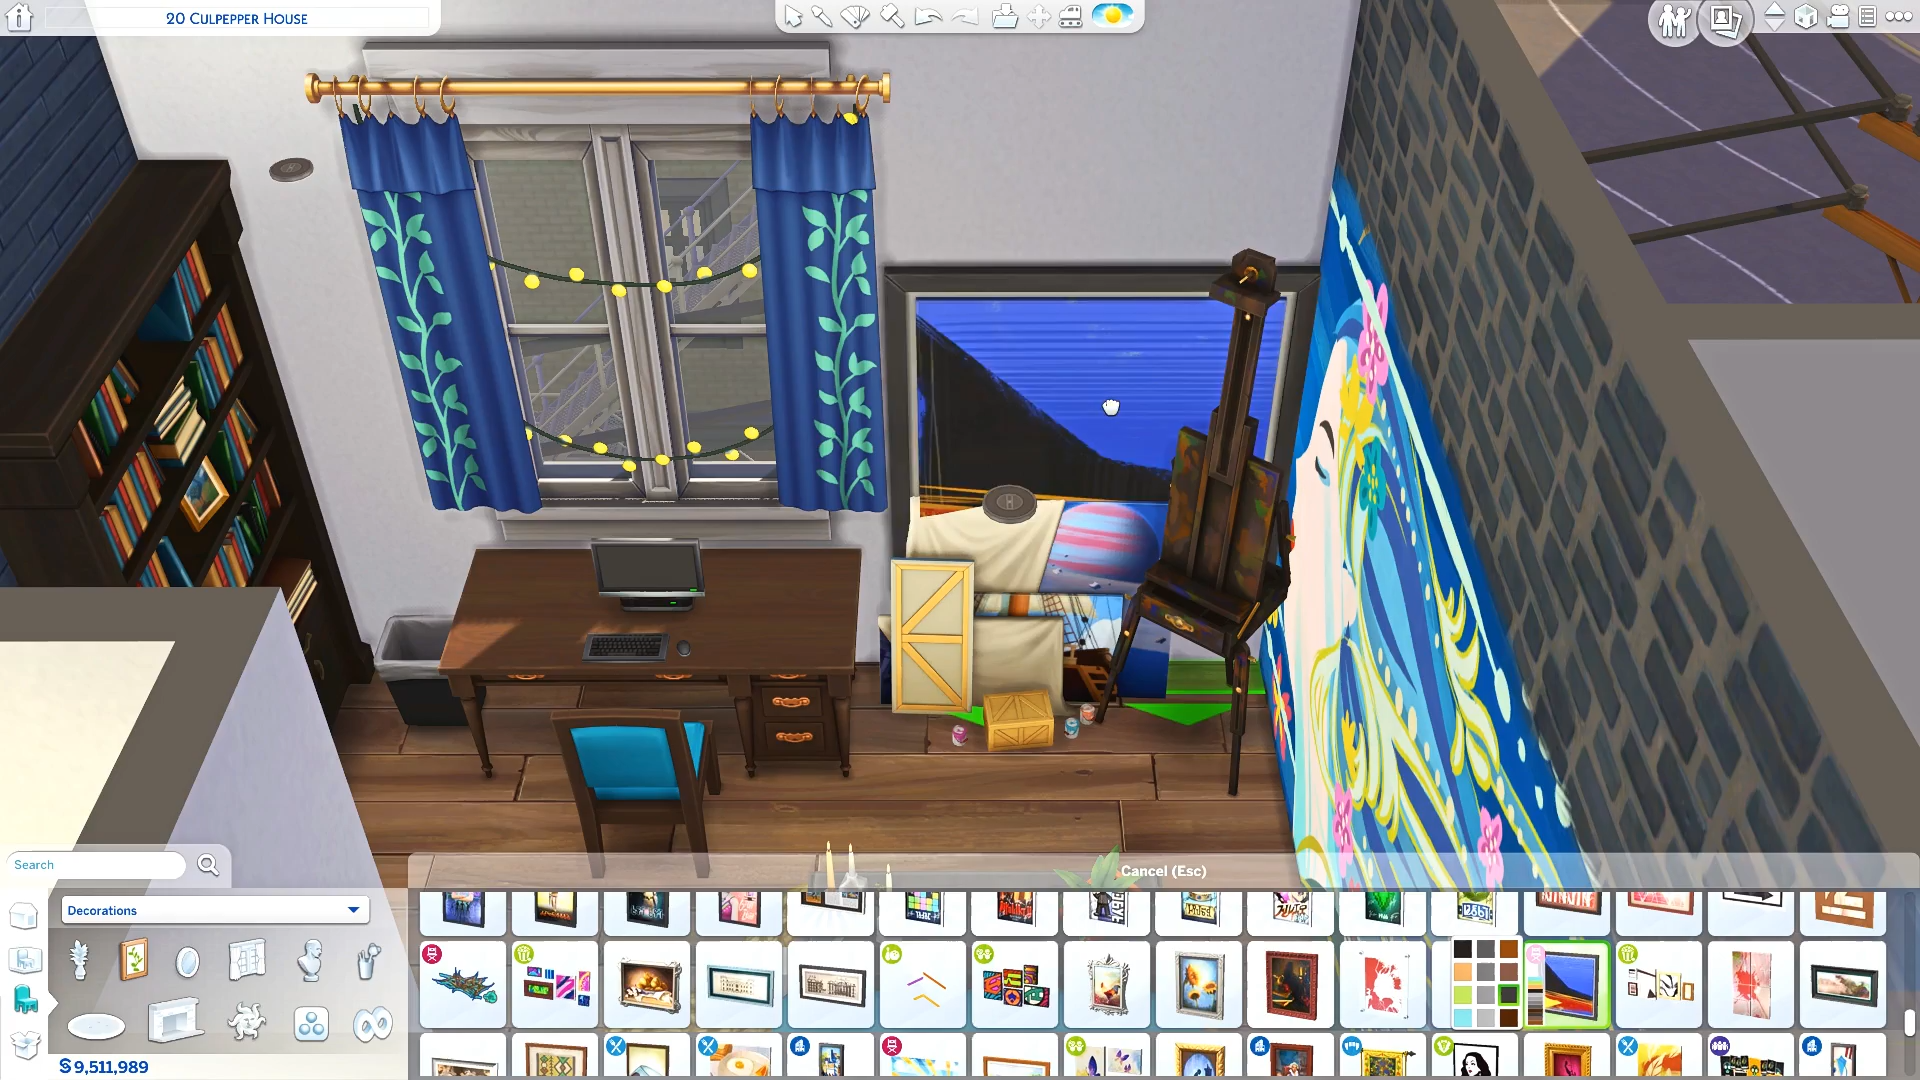 20 CULPEPPER HOUSE
Cancel (Esc)
Search
Decorations
§9,511,989